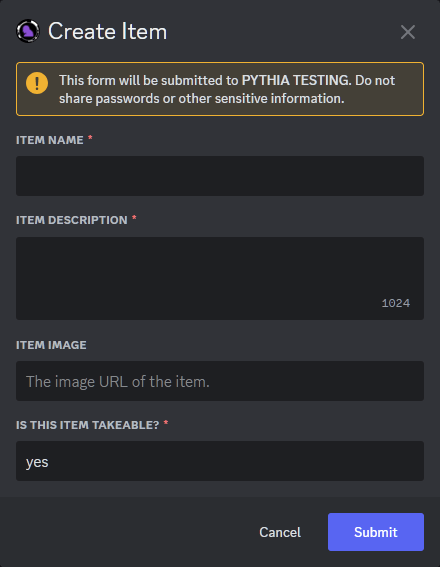 Create Item
This form will be submitted to PYTHIA TESTING. Do not
share passwords or other sensitive information.
ITEM NAME *
ITEM DESCRIPTION *
1024
ITEM IMAGE
The image URL of the item.
IS THIS ITEM TAKEABLE? *
yes
Cancel
Submit